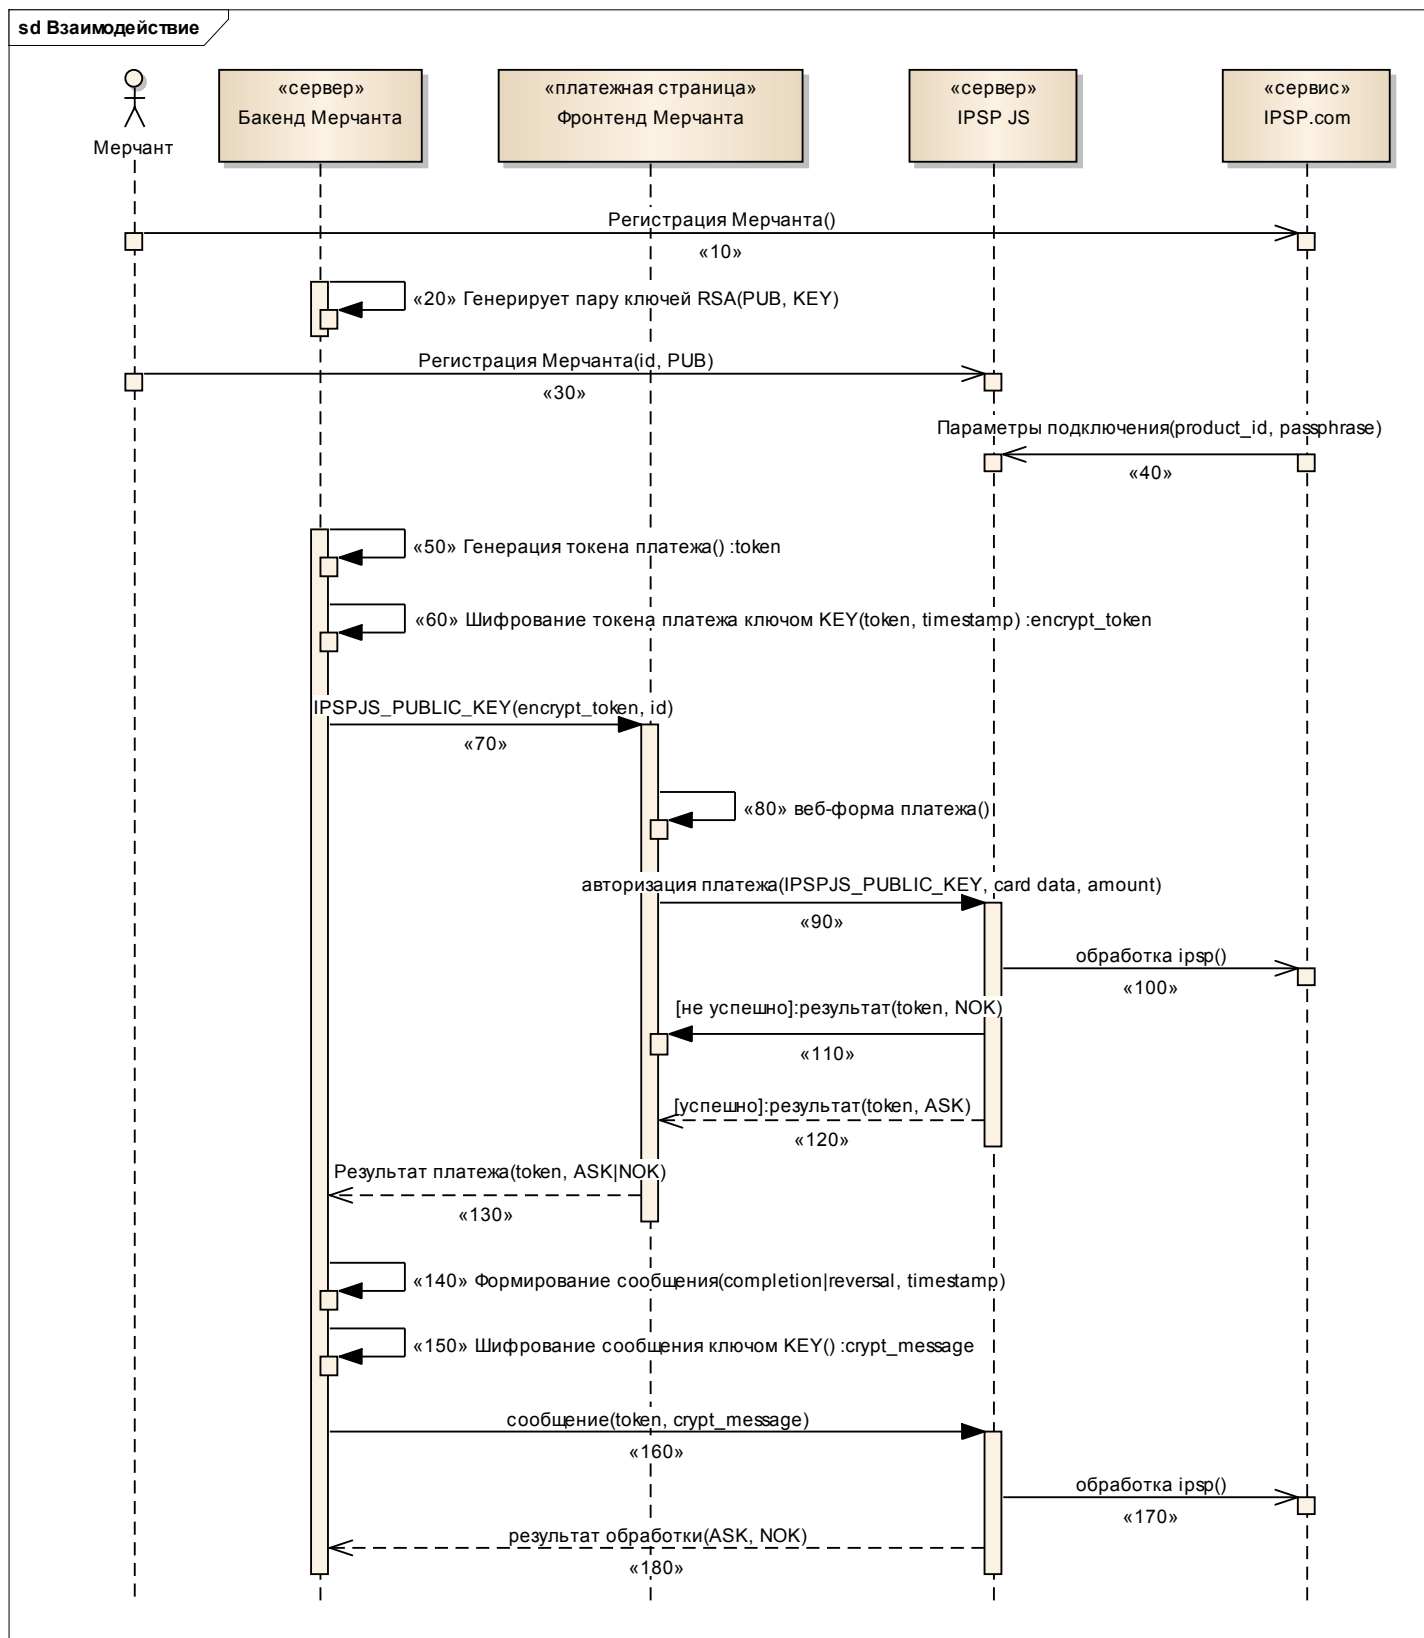 sd Взаимодействие
Мерчант
«сервер»
Бакенд Мерчанта
«платежная страница»
Фронтенд Мерчанта
«сервер»
IPSP JS
«сервис»
IPSP.com
Регистрация Мерчанта()
«10»
«20» Генерирует пару ключей RSA(PUB, KEY)
Регистрация Мерчанта(id, PUB)
«30»
Параметры подключения(product_id, passphrase)
«40»
«50» Генерация токена платежа() :token
«60» Шифрование токена платежа ключом KEY(token, timestamp) :encrypt_token
IPSPJS_PUBLIC_KEY(encrypt_token, id)
«70»
«80» веб-форма платежа()
авторизация платежа(IPSPJS_PUBLIC_KEY, card data, amount)
«90»
обработка ipsp()
«100»
[не успешно]:результат(token, NOK)
«110»
[успешно]:результат(token, ASK)
«120»
Результат платежа(token, ASK|NOK)
«130»
«140» Формирование сообщения(completion|reversal, timestamp)
«150» Шифрование сообщения ключом KEY() :crypt_message
сообщение(token, crypt_message)
«160»
обработка ipsp()
«170»
результат обработки(ASK, NOK)
«180»